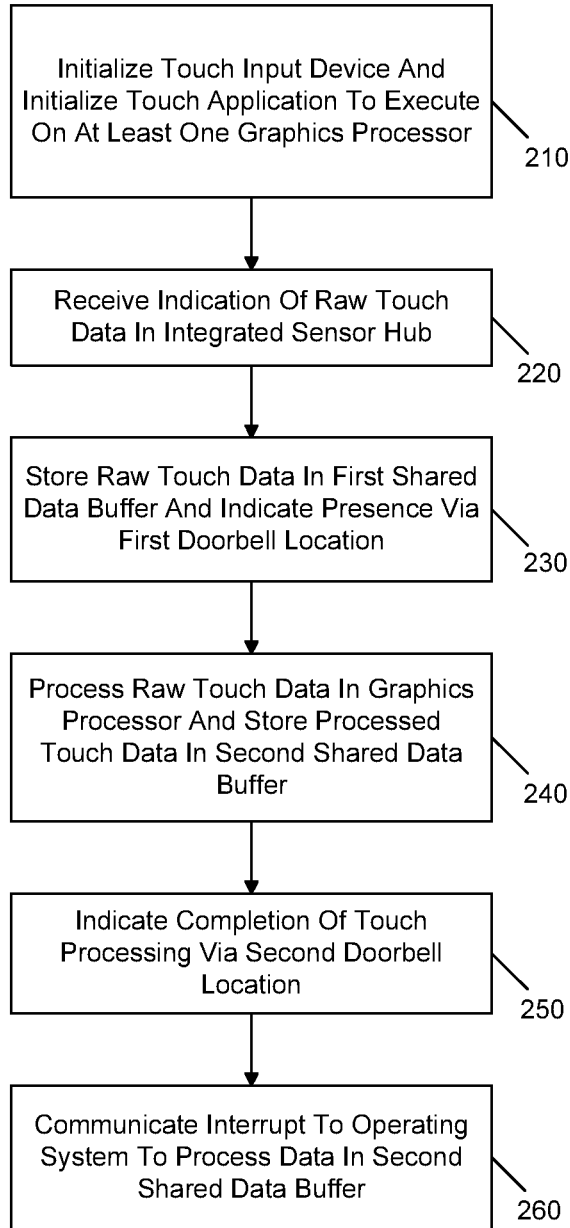 Initialize Touch Input Device And
Initialize Touch Application To Execute
On At Least One Graphics Processor
210
Receive Indication Of Raw Touch
Data In Integrated Sensor Hub
220
Store Raw Touch Data In First Shared
Data Buffer And Indicate Presence Via
First Doorbell Location
230
Process Raw Touch Data In Graphics
Processor And Store Processed
Touch Data In Second Shared Data
Buffer
240
Indicate Completion Of Touch
Processing Via Second Doorbell
Location
250
Communicate Interrupt To Operating
System To Process Data In Second
Shared Data Buffer
260